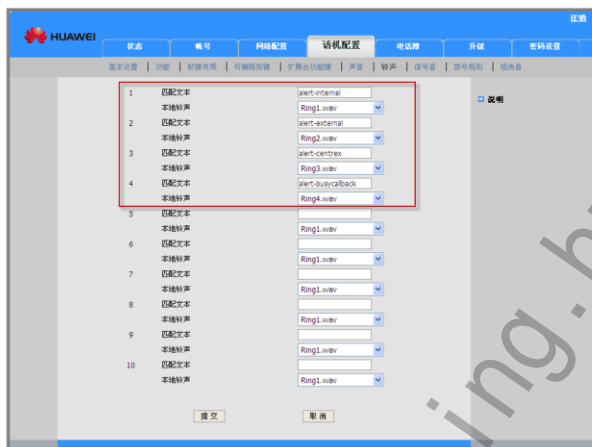 注销
HUAWEI
状态 帐号 网络配置 话机配置 电话簿 升级 密码设置
基本设置 | 功能 | 软键布局 | 可编程按键 | 扩展台功能键 | 声音 | 铃声 | 信号音 | 拨号规则 | 短消息
1 匹配文本 alert-internal
说明
本地铃声 Ring1.wav
2 匹配文本 alert-external
本地铃声 Ring2.wav
3 匹配文本 alert-centrex
本地铃声 Ring3.wav
4 匹配文本 alert-busycallback
本地铃声 Ring4.wav
5 匹配文本
本地铃声 Ring1.wav
6 匹配文本
本地铃声 Ring1.wav
7 匹配文本
本地铃声 Ring1.wav
8 匹配文本
本地铃声 Ring1.wav
9 匹配文本
本地铃声 Ring1.wav
10 匹配文本
本地铃声 Ring1.wav
提交 取消
ing.h